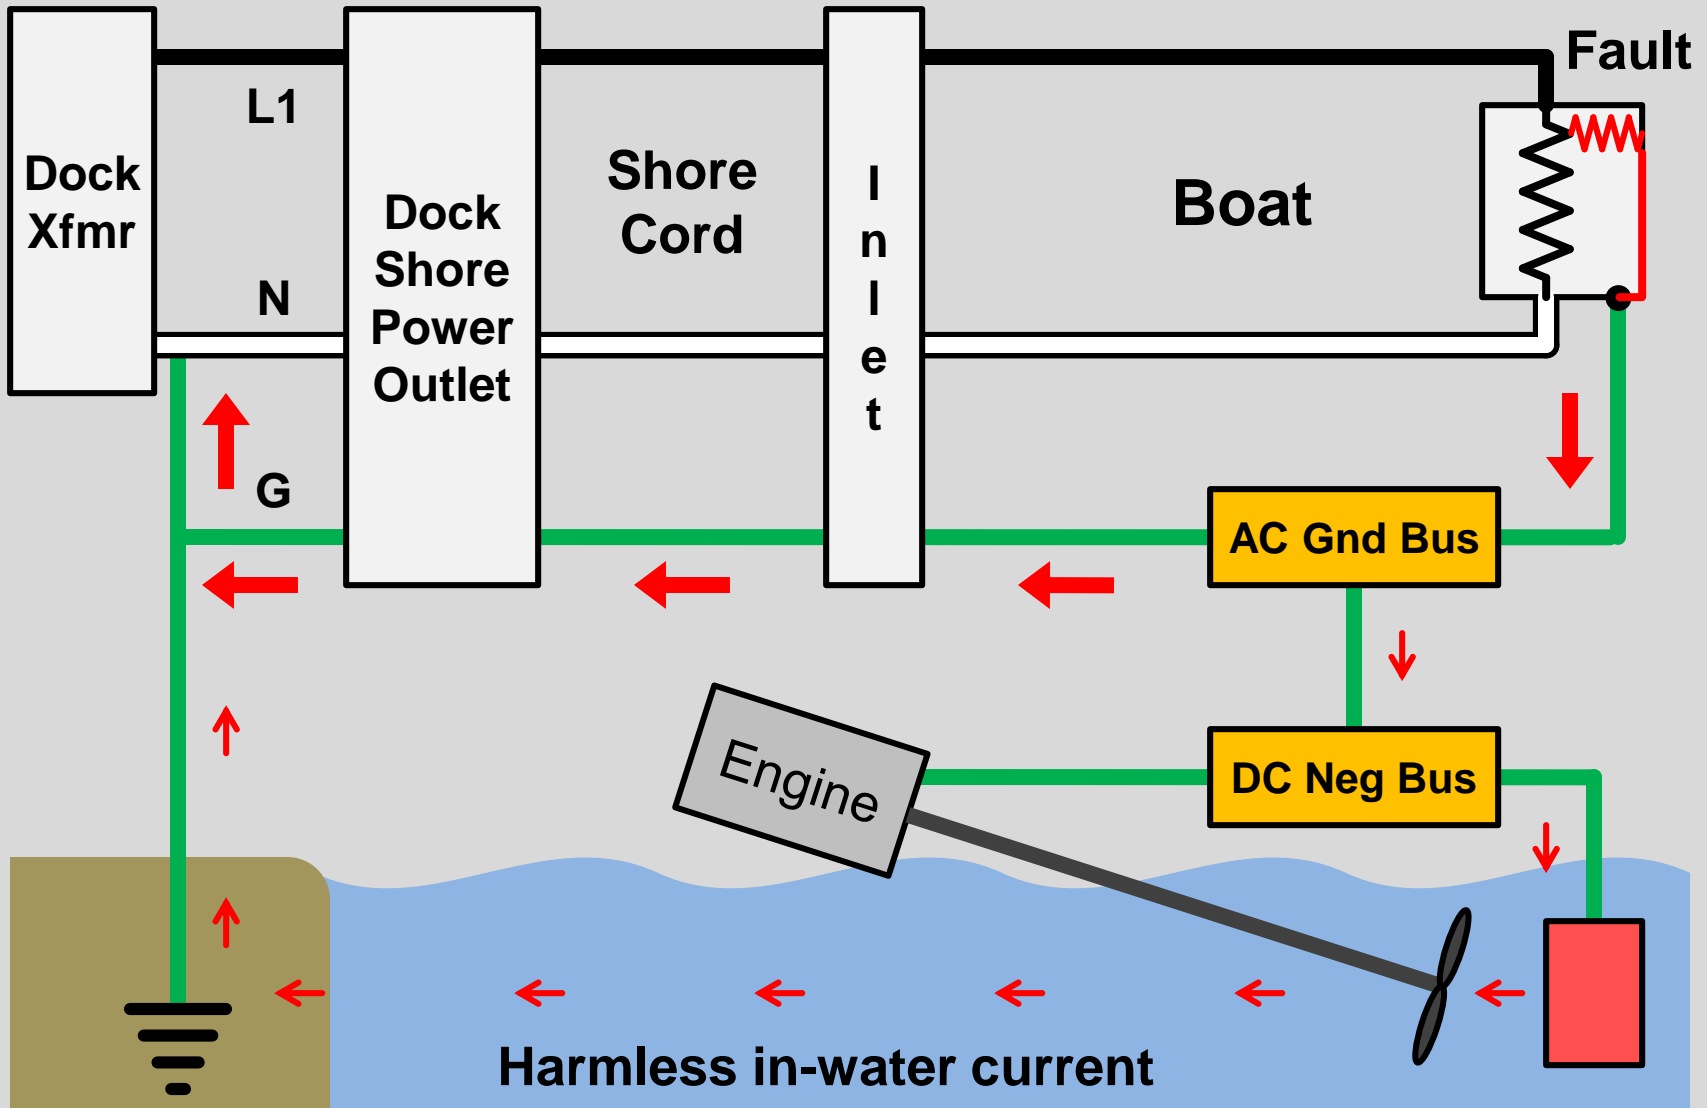 Fault
L1
Dock
Xfmr
Shore
Cord
Dock
Shore
Power
Outlet
I
n
l
e
t
Boat
N
G
AC Gnd Bus
Engine
DC Neg Bus
Harmless in-water current